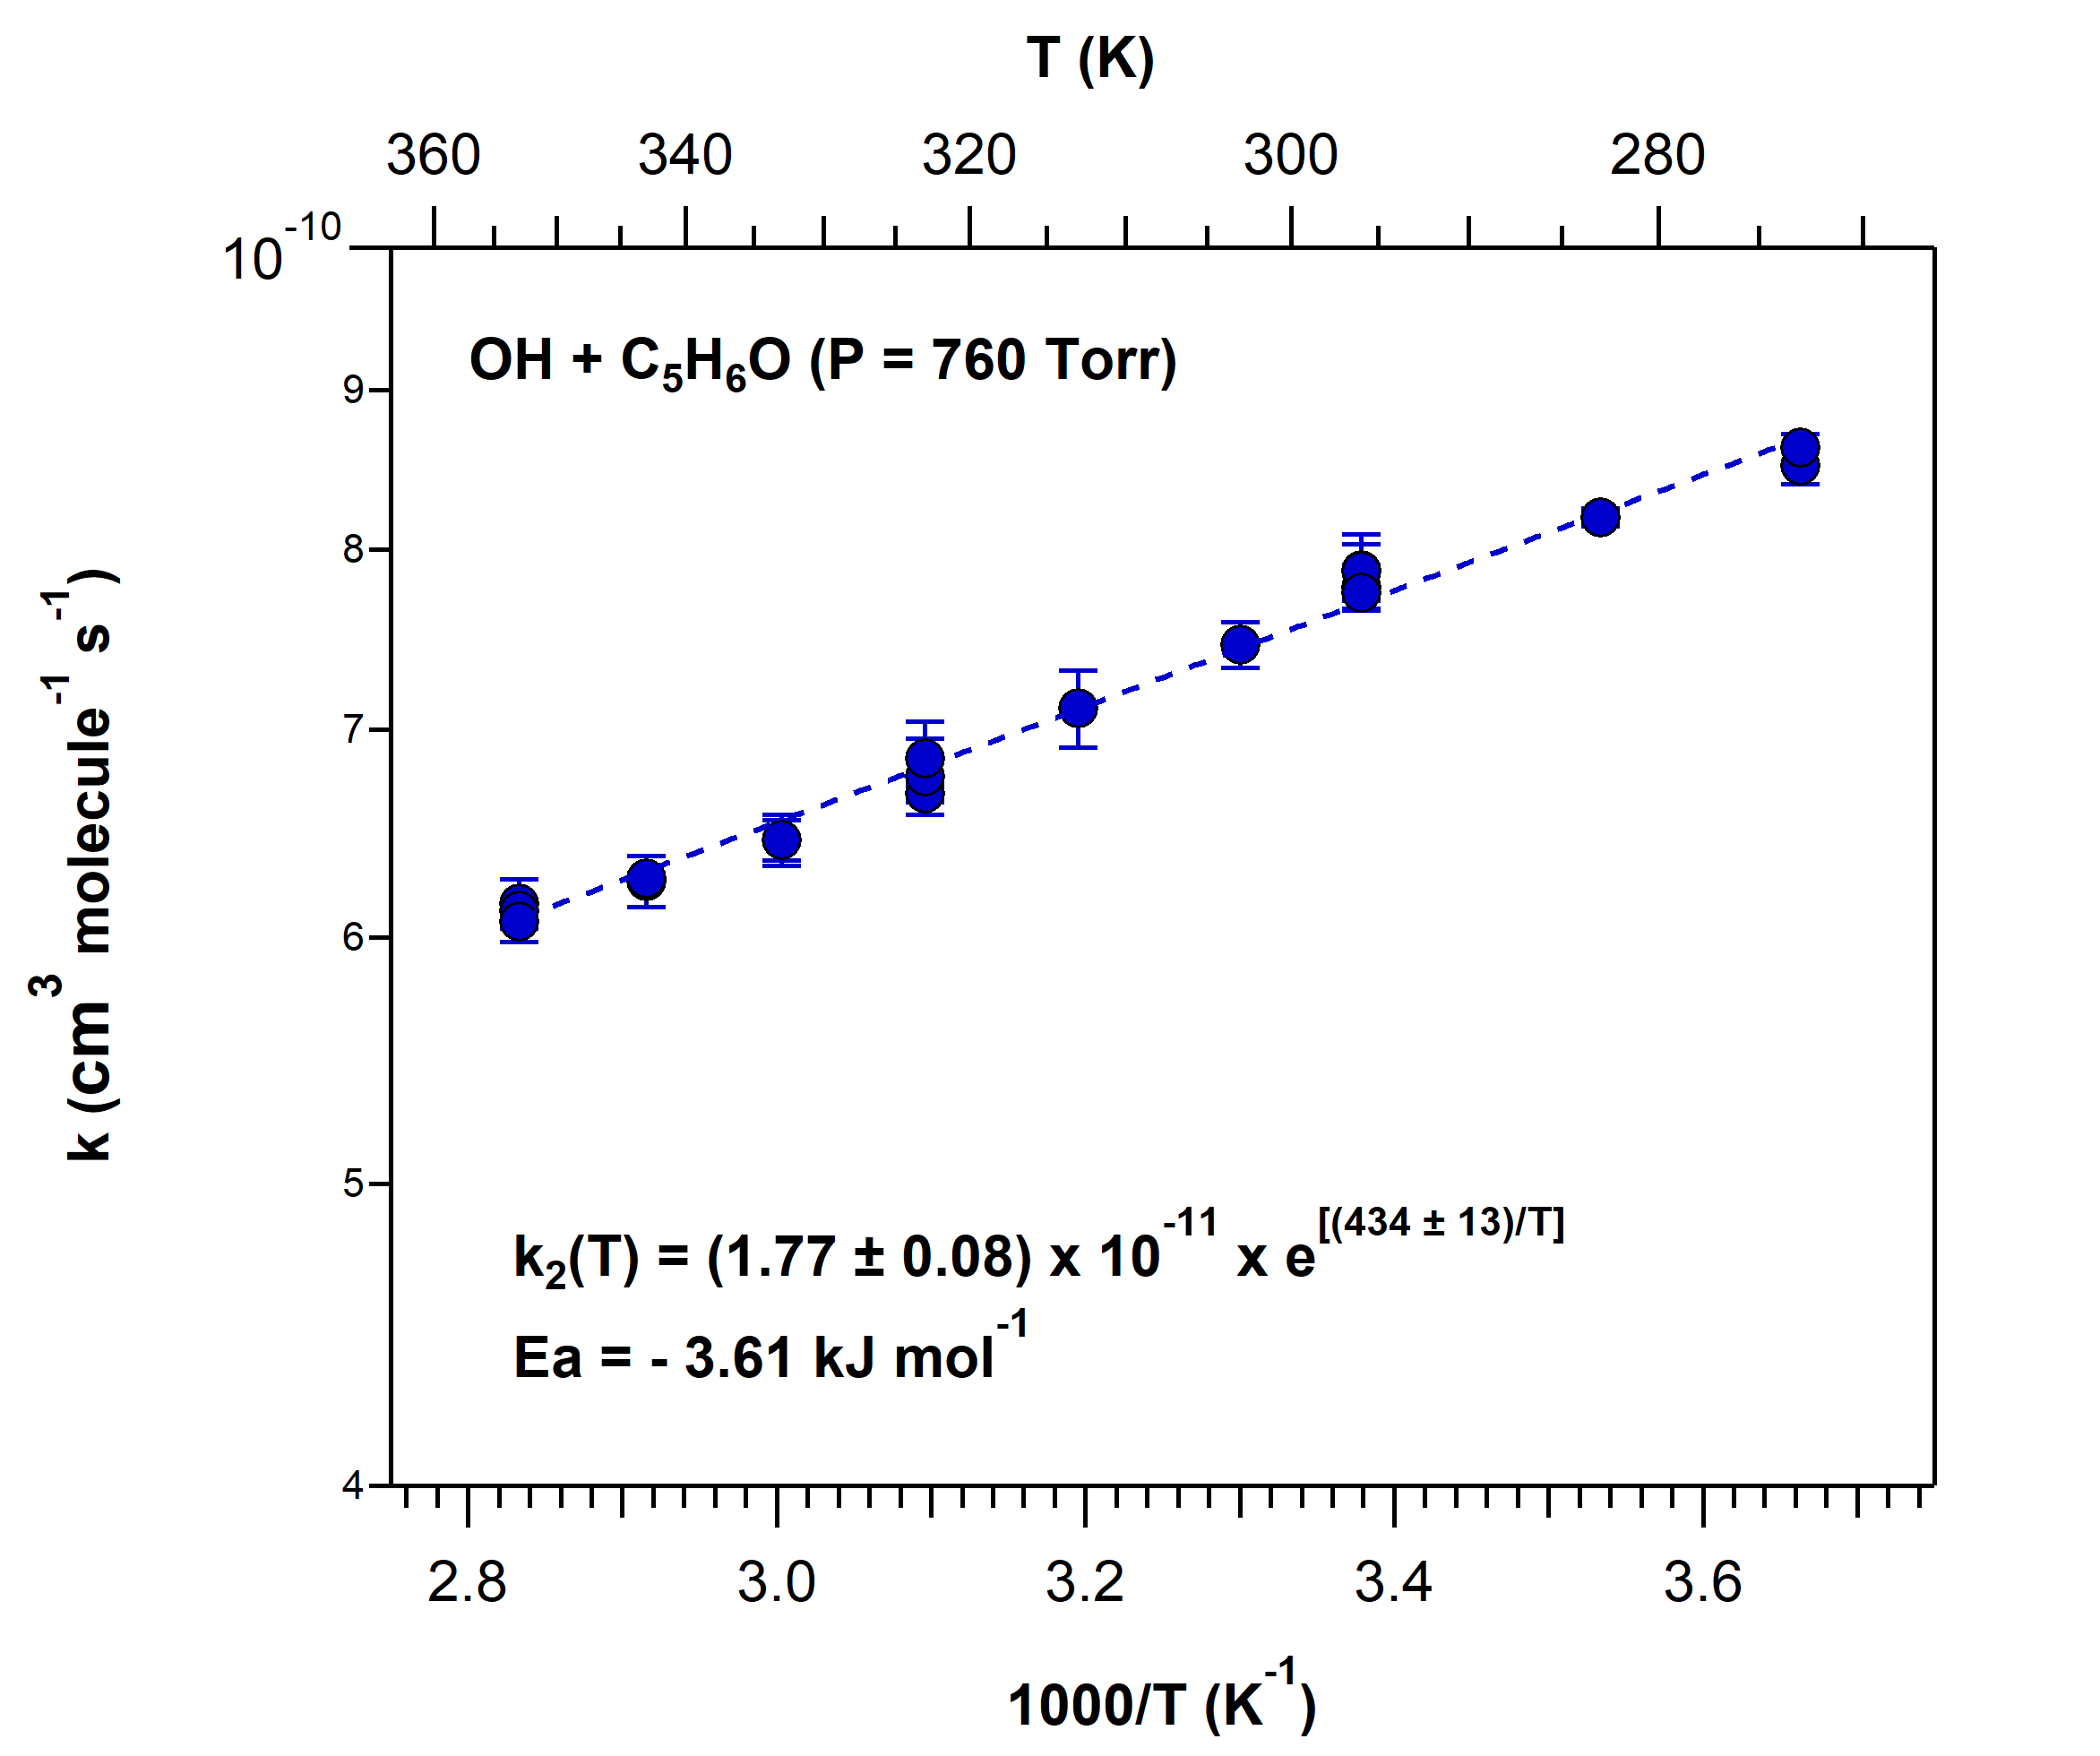 T (K)
360 340 320 300 280
10⁻¹⁰
OH + C₅H₆O (P = 760 Torr)
9
8
7
6
5
4
k (cm³ molecule⁻¹ s⁻¹)
k₂(T) = (1.77 ± 0.08) x 10⁻¹¹ x e^[(434 ± 13)/T]
Ea = - 3.61 kJ mol⁻¹
2.8 3.0 3.2 3.4 3.6
1000/T (K⁻¹)